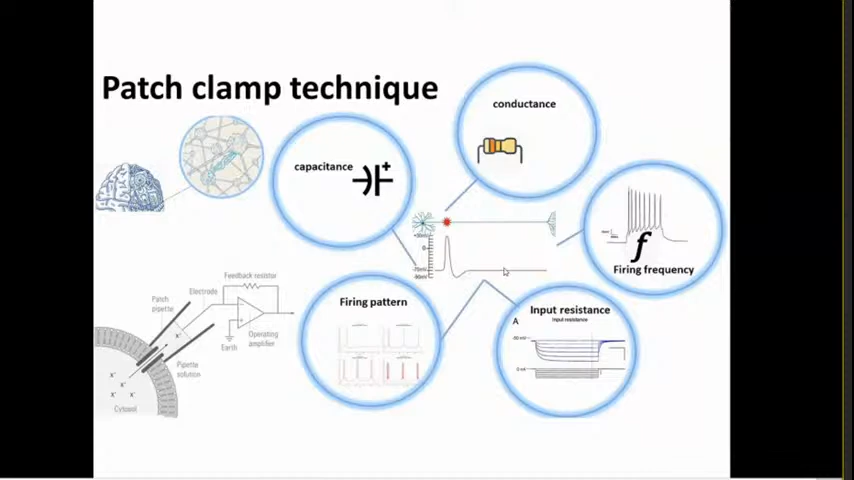 Patch clamp technique
conductance
capacitance
+
f
Firing frequency
Firing pattern
Input resistance
A
Input resistance
Feedback resistor
Electrode
Patch
pipette
Operating
amplifier
Earth
Pipette
solution
K⁺
K⁺
K⁺
K⁺
K⁺
Cytosol